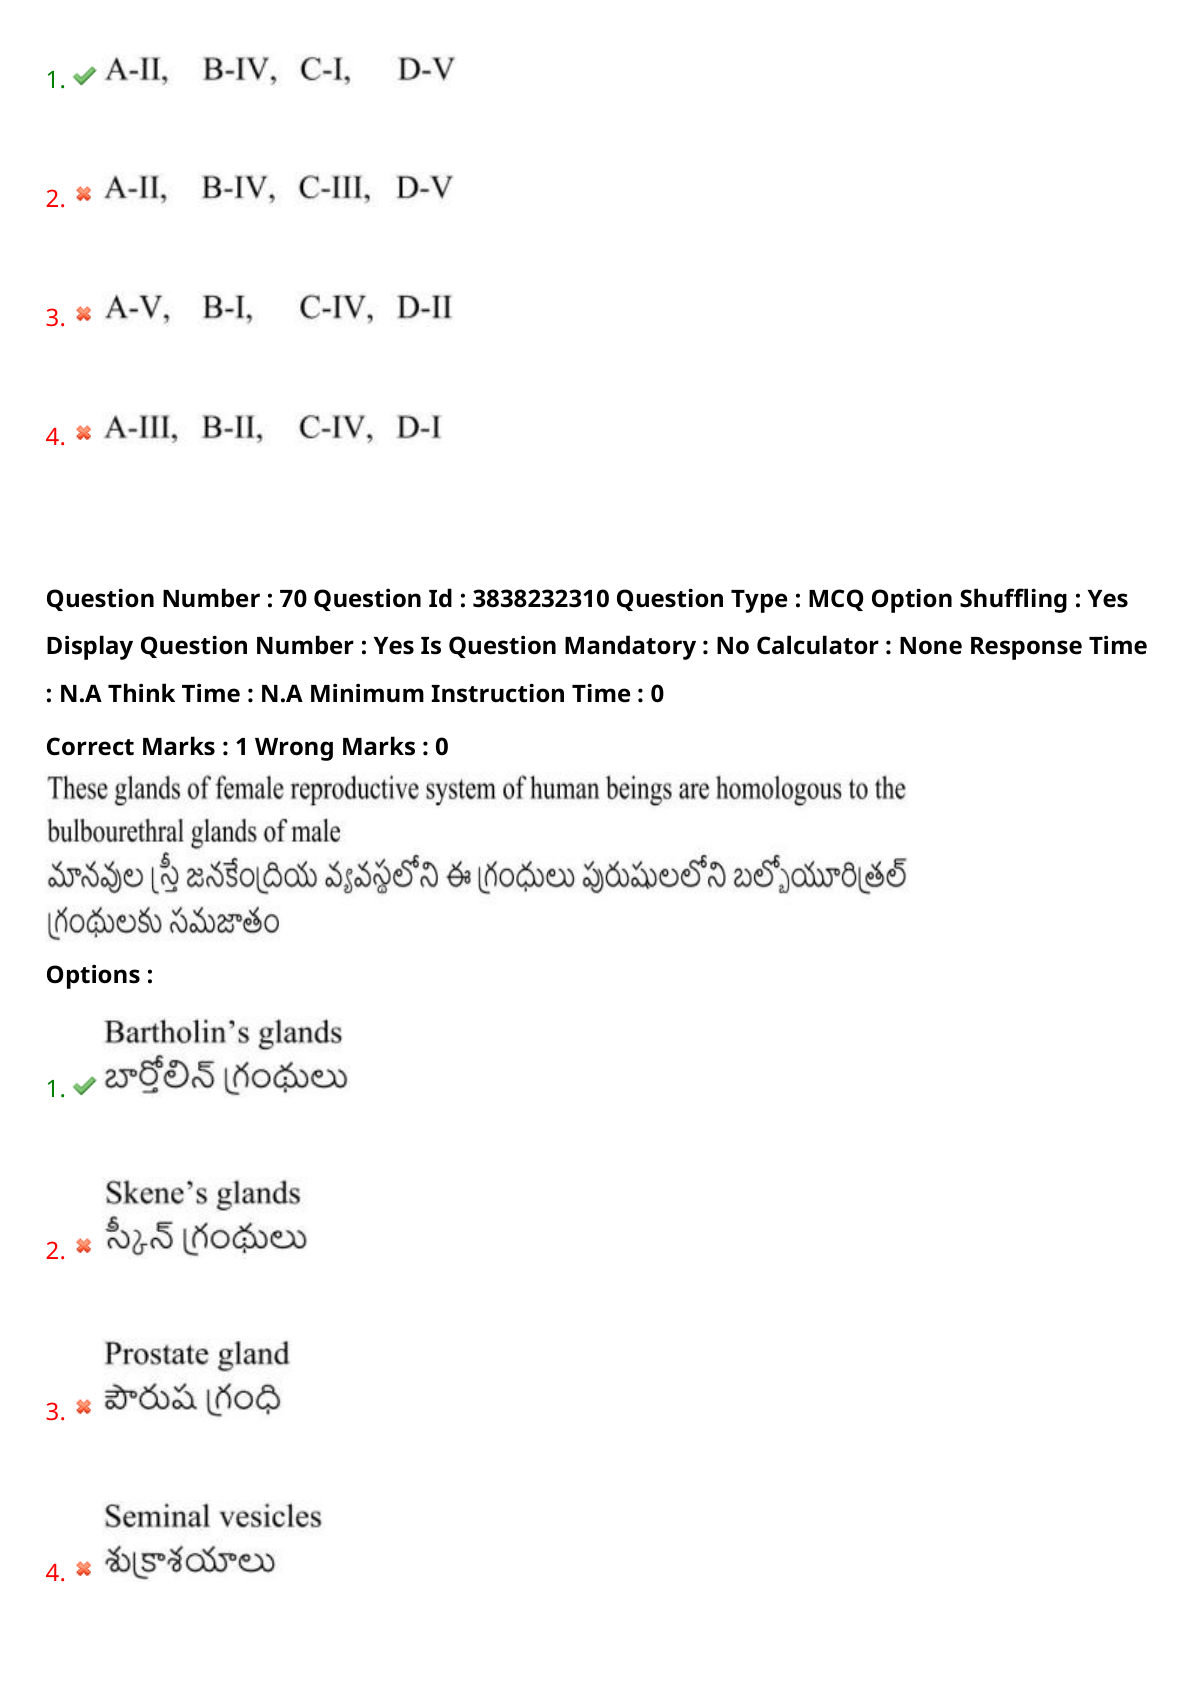 1. A-II, B-IV, C-I, D-V
2. A-II, B-IV, C-III, D-V
3. A-V, B-I, C-IV, D-II
4. A-III, B-II, C-IV, D-I
Question Number : 70 Question Id : 3838232310 Question Type : MCQ Option Shuffling : Yes
Display Question Number : Yes Is Question Mandatory : No Calculator : None Response Time
: N.A Think Time : N.A Minimum Instruction Time : 0
Correct Marks : 1 Wrong Marks : 0
These glands of female reproductive system of human beings are homologous to the
bulbourethral glands of male
మానవుల స్త్రీ జనకేంద్రియ వ్యవస్థలోని ఈ గ్రంధులు పురుషులలోని బల్బోయూరిత్రల్
గ్రంథులకు సమజాతం
Options :
Bartholin's glands
1. బార్తోలిన్ గ్రంథులు
Skene's glands
2. స్కీన్ గ్రంథులు
Prostate gland
3. పౌరుష గ్రంధి
Seminal vesicles
4. శుక్రాశయాలు